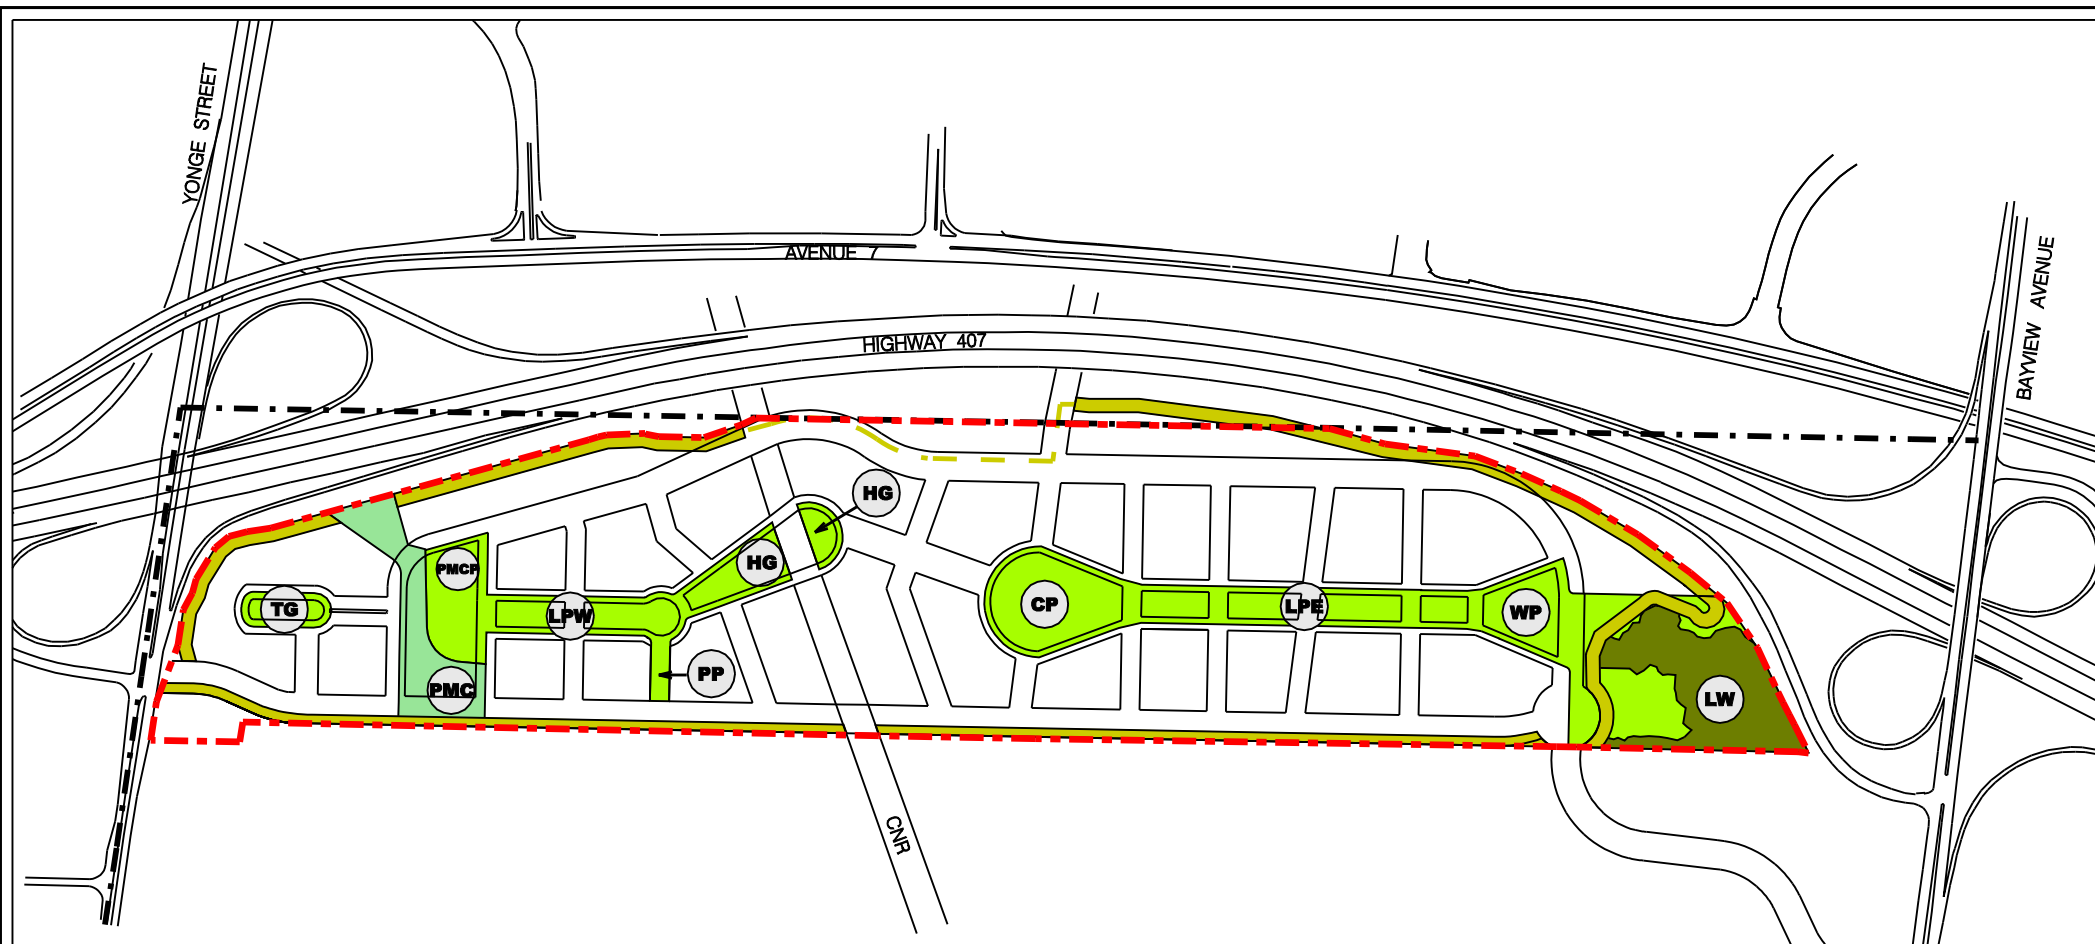 YONGE STREET
AVENUE 7
BAYVIEW AVENUE
HIGHWAY 407
HG
PMCP
HG
TG
LPW
CP
LPE
WP
PP
PMC
LW
CNR